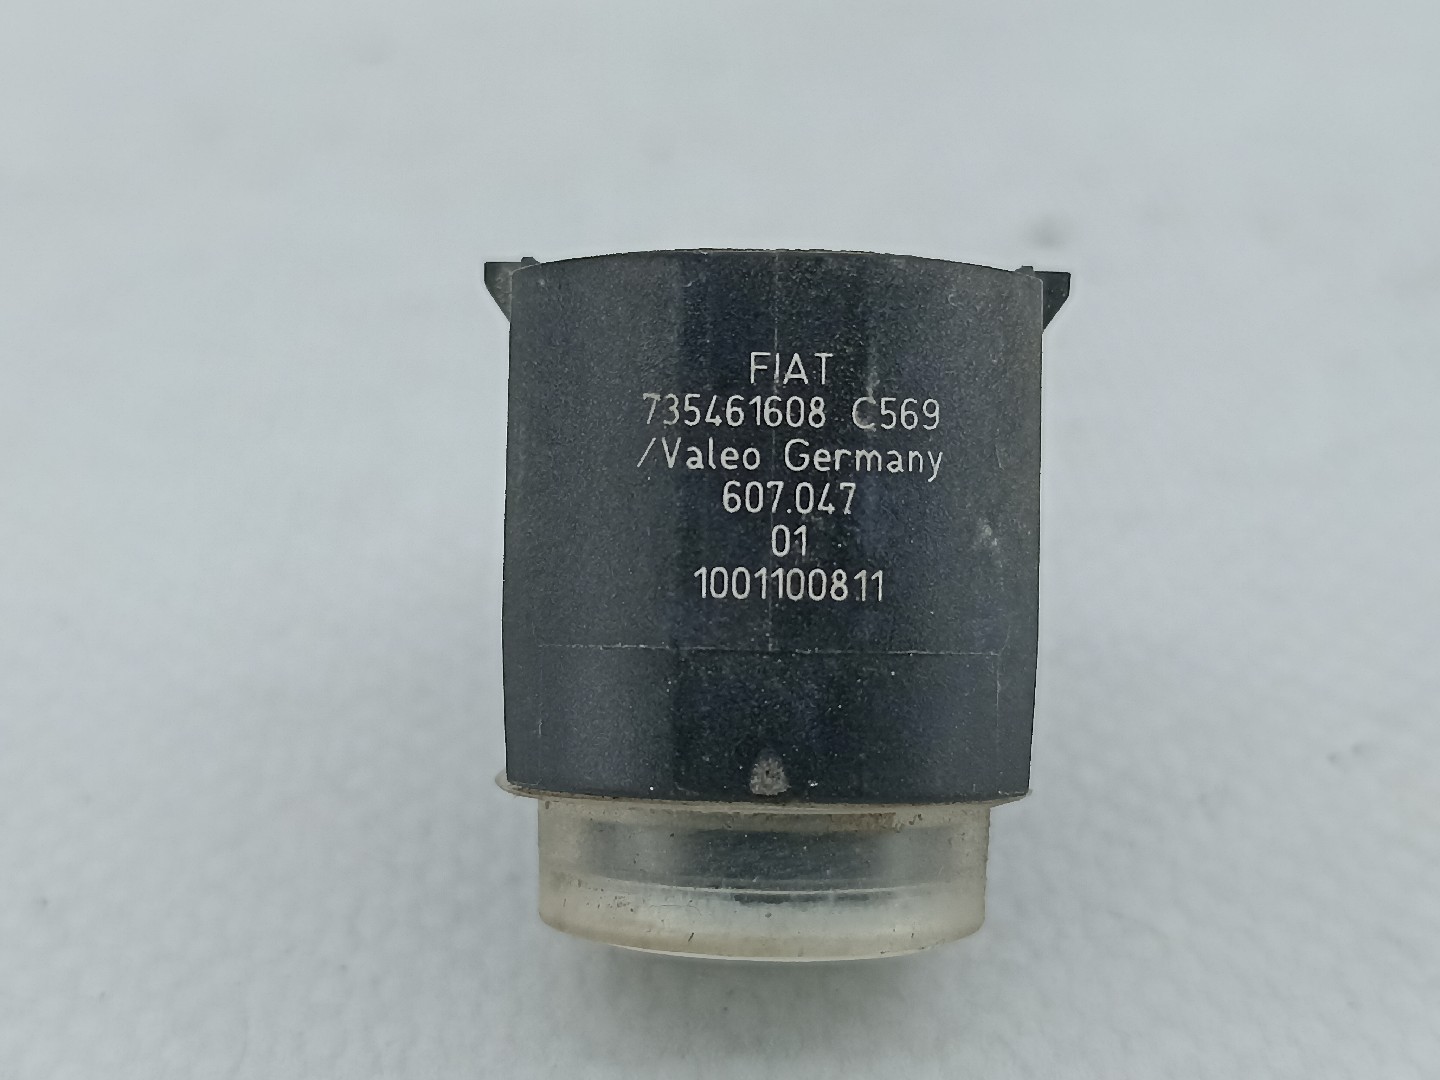 FIAT
735461608 C569
/Valeo Germany
607.047
01
1001100811